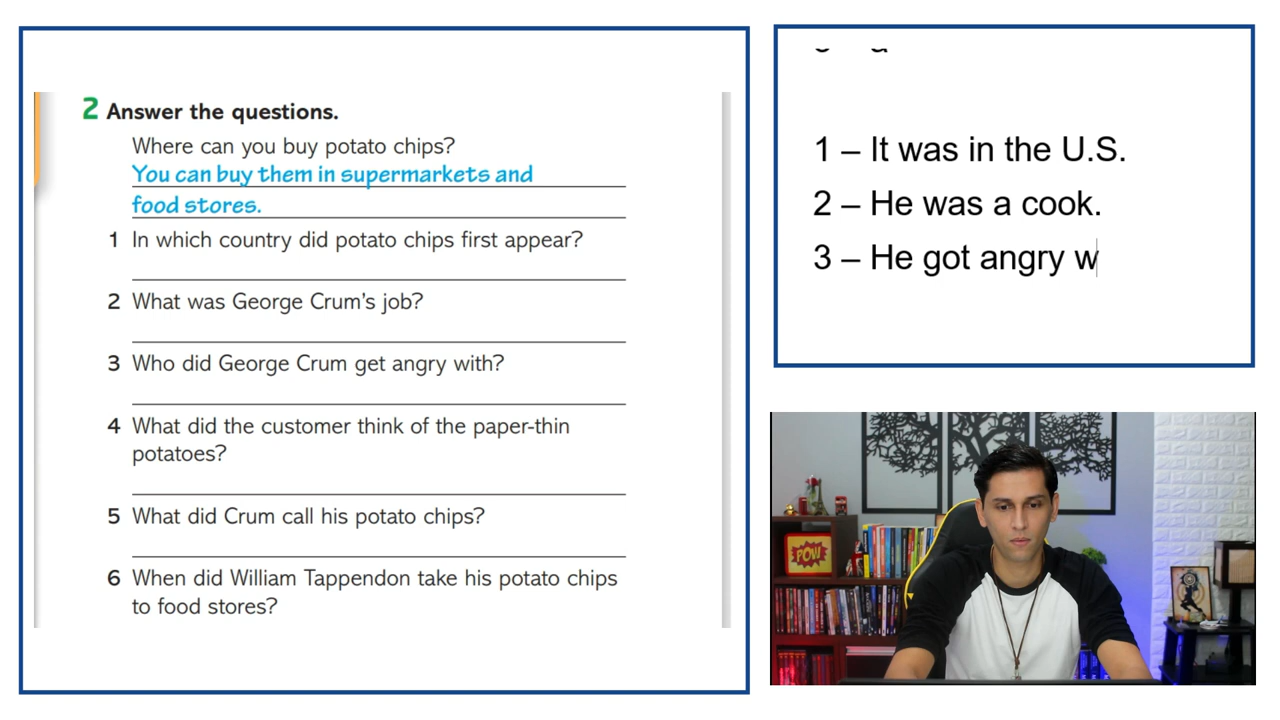 2 Answer the questions.
Where can you buy potato chips?
You can buy them in supermarkets and
food stores.
1 In which country did potato chips first appear?
2 What was George Crum's job?
3 Who did George Crum get angry with?
4 What did the customer think of the paper-thin
potatoes?
5 What did Crum call his potato chips?
6 When did William Tappendon take his potato chips
to food stores?
1 – It was in the U.S.
2 – He was a cook.
3 – He got angry w
POW